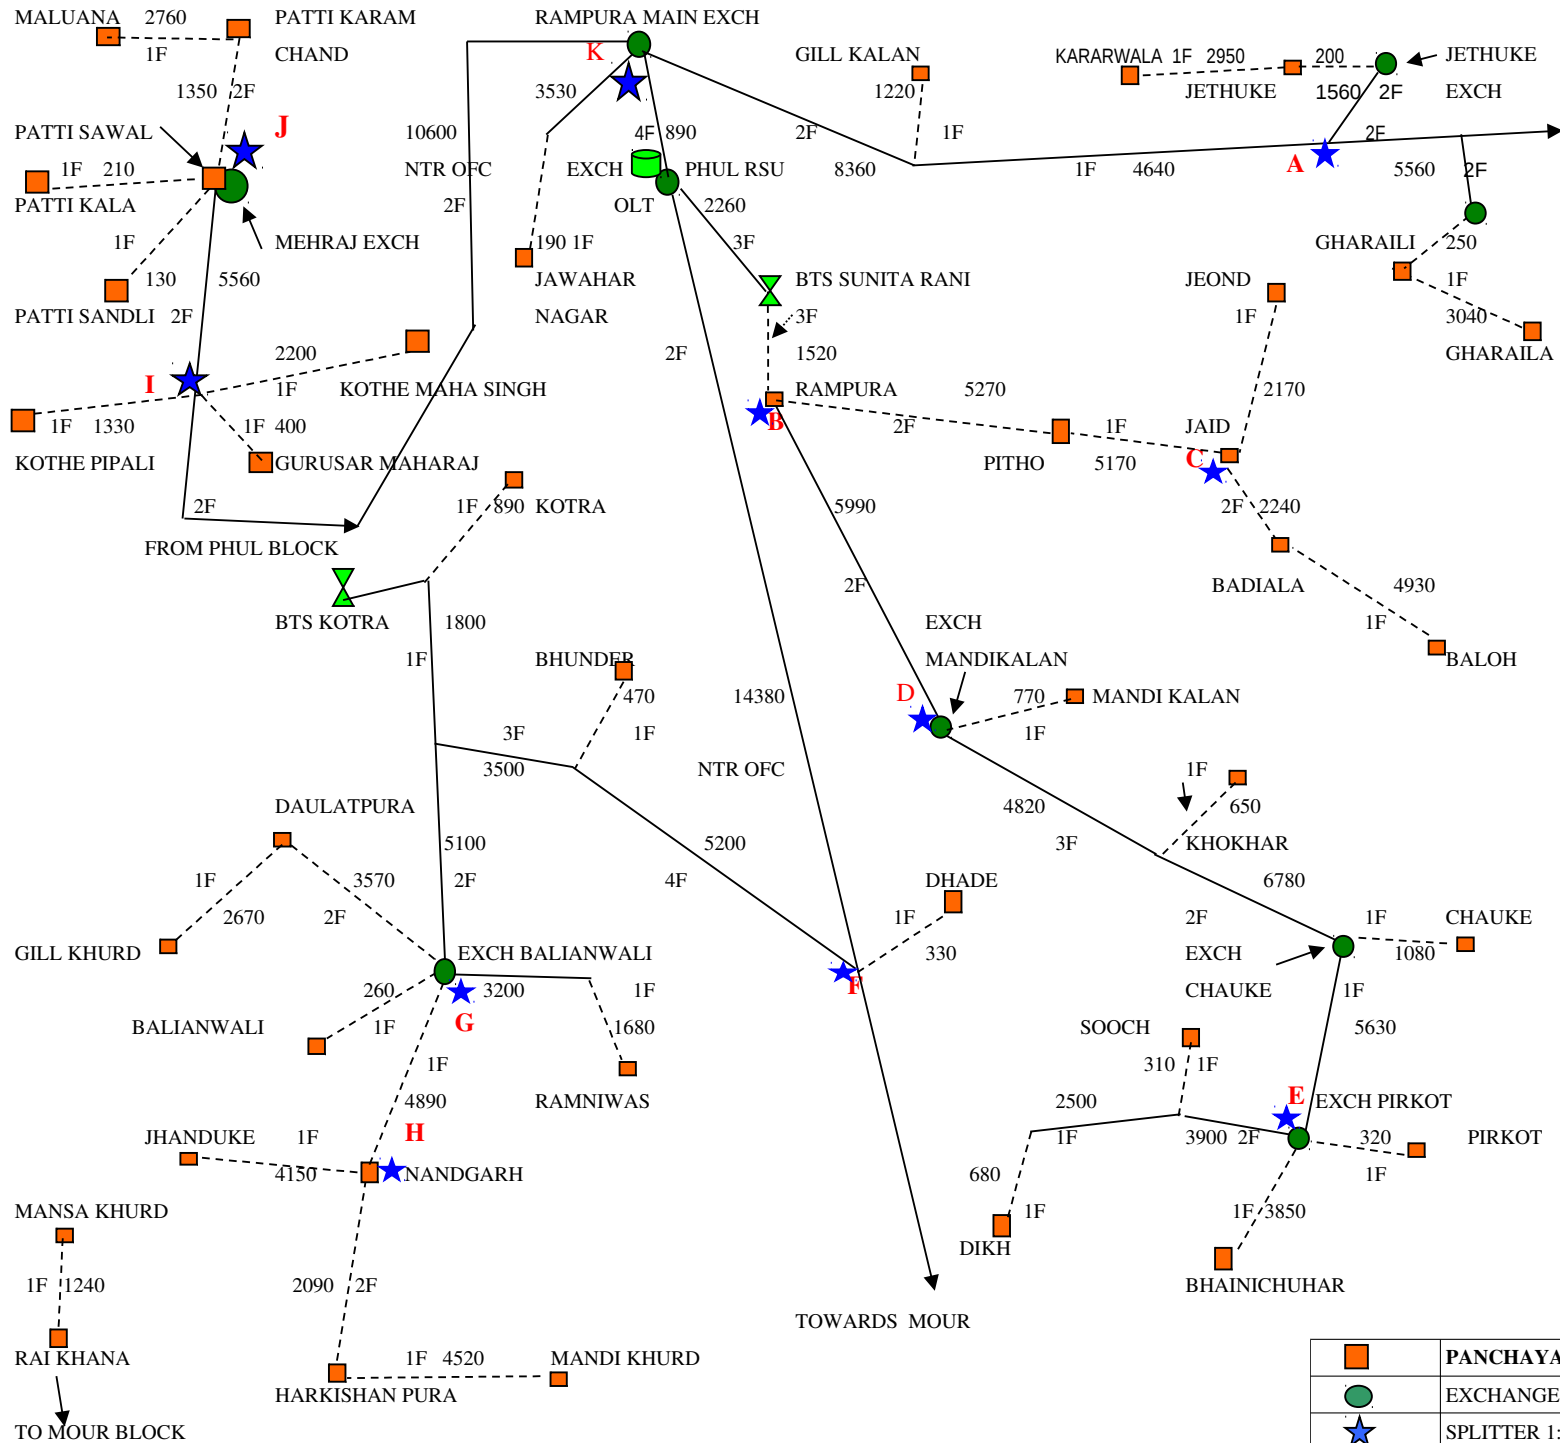 MALUANA 2760 PATTI KARAM RAMPURA MAIN EXCH
1F CHAND K GILL KALAN KARARWALA 1F 2950 200 JETHUKE
1350 2F 3530 1220 JETHUKE 1560 2F EXCH
PATTI SAWAL J 10600 4F 890 2F 1F 2F
1F 210 NTR OFC EXCH PHUL RSU 8360 1F 4640 A 5560 2F
PATTI KALA 2F OLT 2260
1F MEHRAJ EXCH 190 1F 3F GHARAILI 250
130 5560 JAWAHAR BTS SUNITA RANI JEOND 1F
PATTI SANDLI 2F NAGAR 3F 1F 3040
2200 2F 1520 GHARAILA
I 1F KOTHE MAHA SINGH RAMPURA 5270 2170
1F 1330 1F 400 B 2F 1F JAID
KOTHE PIPALI GURUSAR MAHARAJ PITHO 5170 C
2F 1F 890 KOTRA 5990 2F 2240
FROM PHUL BLOCK
2F BADIALA 4930
BTS KOTRA 1800 EXCH 1F
1F BHUNDER MANDIKALAN BALOH
470 14380 D 770 MANDI KALAN
3F 1F 1F
3500 NTR OFC 1F
DAULATPURA 4820 650
5100 5200 3F KHOKHAR
1F 3570 2F 4F DHADE 6780
2670 2F 1F 2F 1F CHAUKE
GILL KHURD EXCH BALIANWALI 330 EXCH 1080
260 3200 1F F CHAUKE 1F
BALIANWALI 1F G 1680 SOOCH 5630
1F 310 1F
4890 RAMNIWAS 2500 E EXCH PIRKOT
JHANDUKE 1F H 1F 3900 2F 320 PIRKOT
4150 NANDGARH 680 1F
MANSA KHURD 1F 1F 3850
DIKH
1F 1240 2090 2F BHAINICHUHAR
TOWARDS MOUR
RAI KHANA 1F 4520 MANDI KHURD PANCHAYA
HARKISHAN PURA EXCHANGE
TO MOUR BLOCK SPLITTER 1: